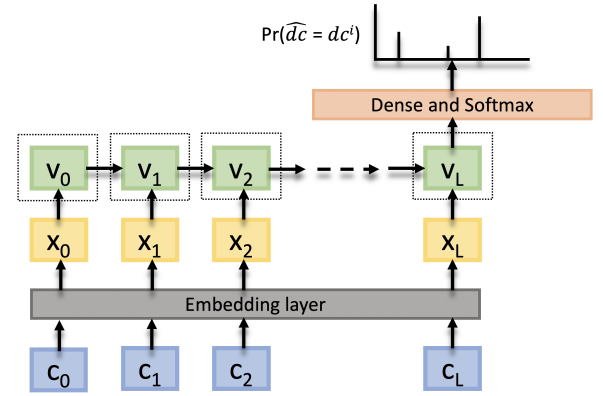 Pr(d̂c = dcⁱ)
Dense and Softmax
v₀ v₁ v₂ v_L
x₀ x₁ x₂ x_L
Embedding layer
c₀ c₁ c₂ c_L